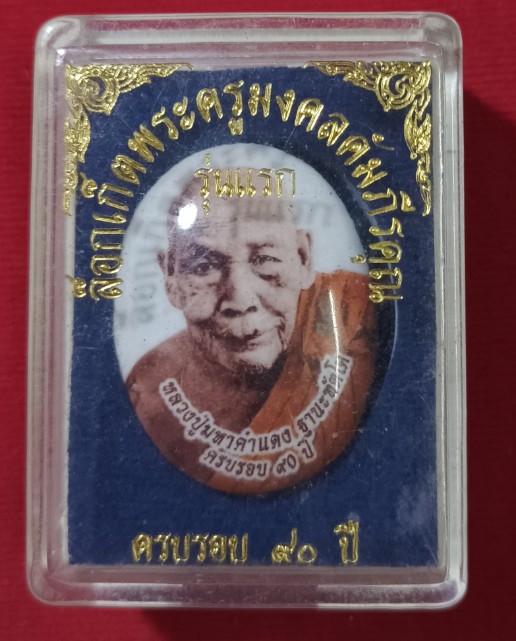 ล็อกเก็ตพระครูมงคลคัมภีรคุณ
รุ่นแรก
หลวงปู่มหาคำแดง ฐานะทัตโต
ครบรอบ ๙๐ ปี
ครบรอบ ๙๐ ปี